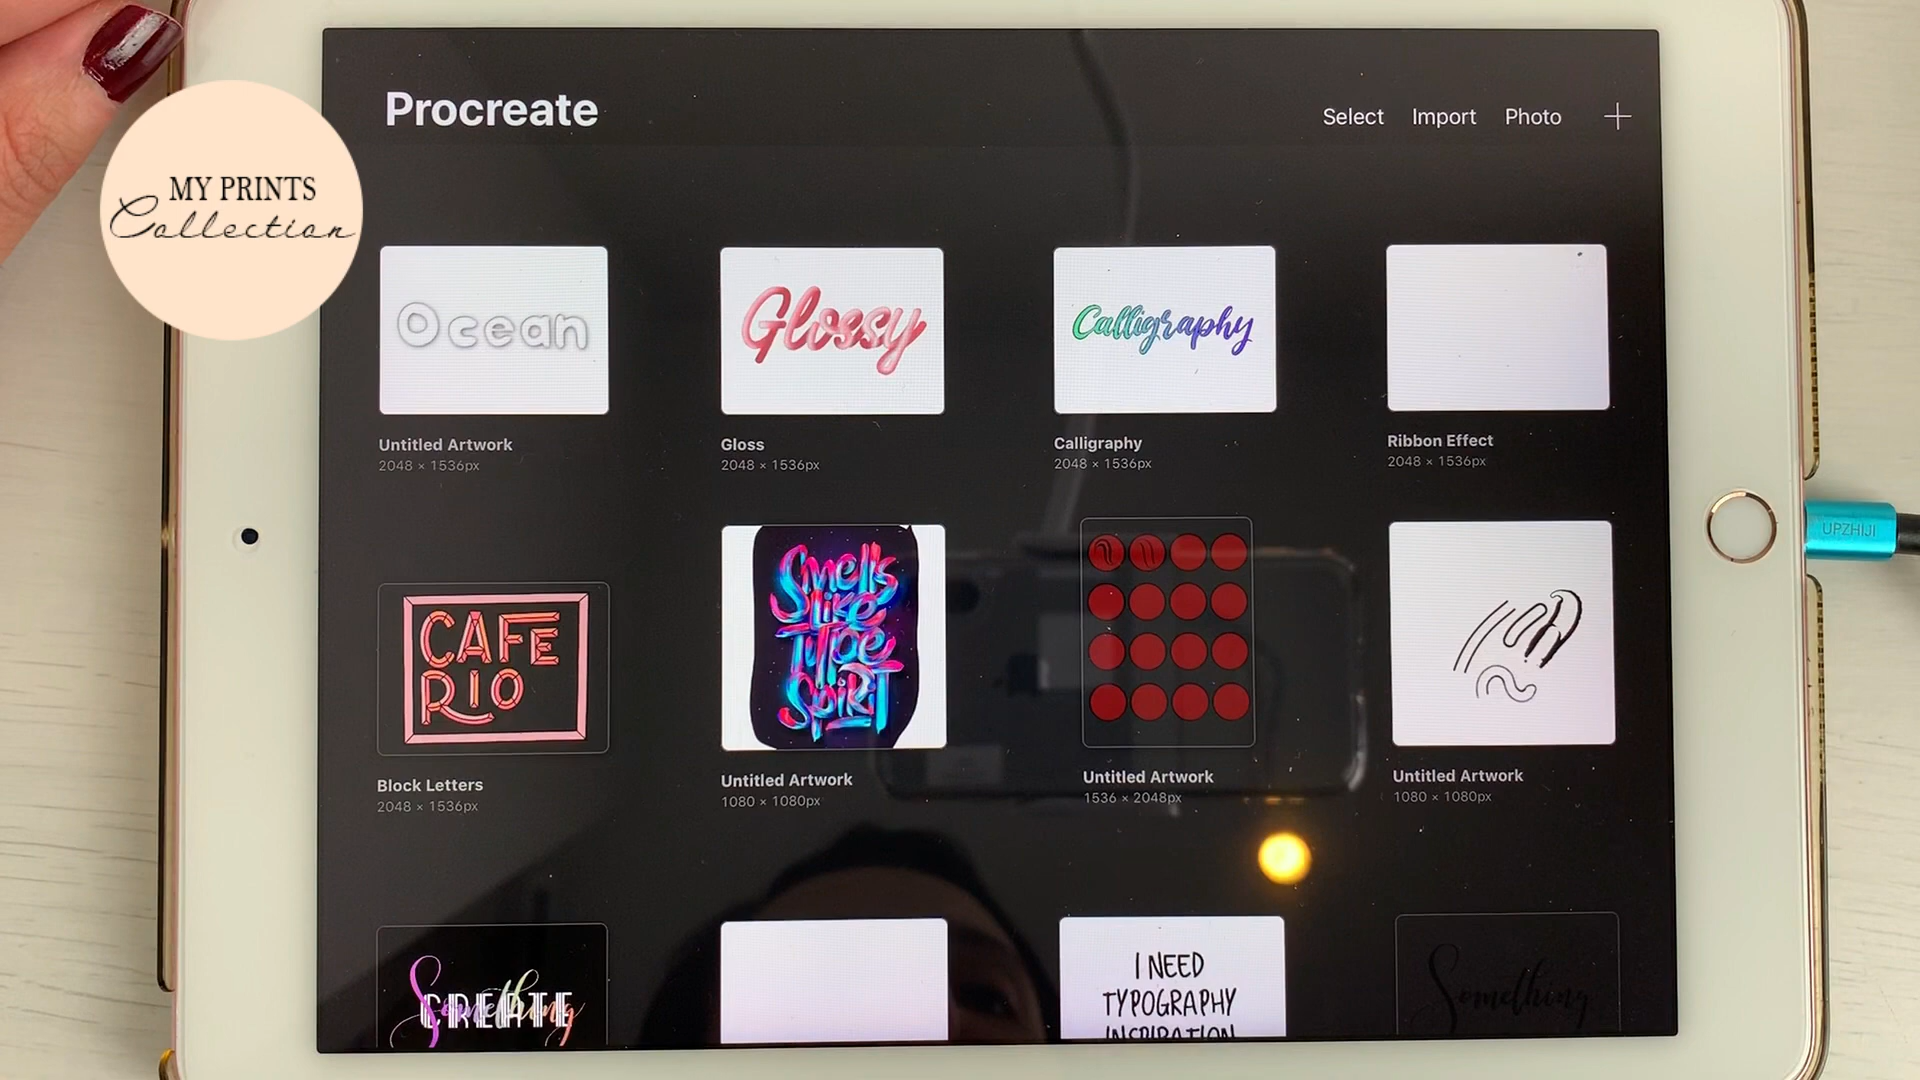 Procreate
Select Import Photo
MY PRINTS
Collection
Ocean
Glossy
Calligraphy
Untitled Artwork
2048 × 1536px
Gloss
2048 × 1536px
Calligraphy
2048 × 1536px
Ribbon Effect
2048 × 1536px
CAFE
RIO
Smells
like
Type
Spirit
Block Letters
2048 × 1536px
Untitled Artwork
1080 × 1080px
Untitled Artwork
1536 × 2048px
Untitled Artwork
1080 × 1080px
UPZHIJI
Something
CREATE
I NEED
TYPOGRAPHY
INSPIRATION
Something